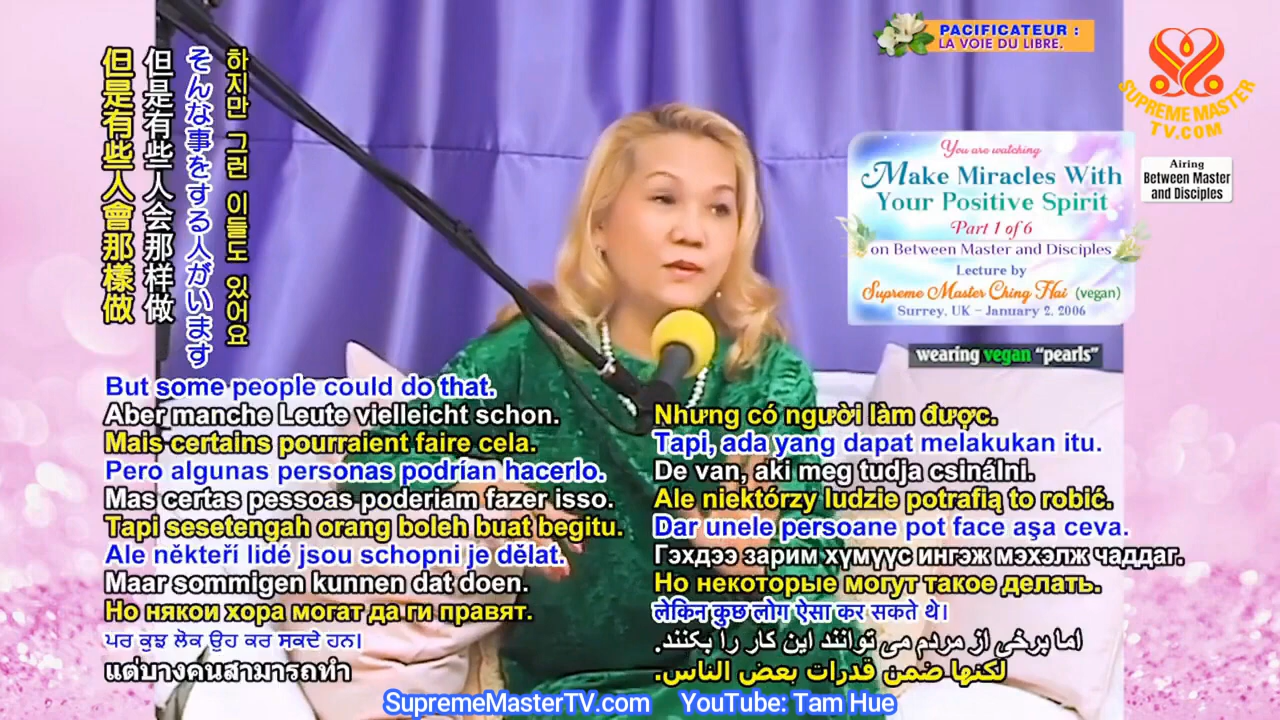 PACIFICATEUR :
LA VOIE DU LIBRE.
SUPREME MASTER
TV.COM
You are watching
Make Miracles With
Your Positive Spirit
Part 1 of 6
on Between Master and Disciples
Lecture by
Supreme Master Ching Hai (vegan)
Surrey, UK – January 2, 2006
Airing
Between Master
and Disciples
wearing vegan “pearls”
하지만 그런 이들도 있어요
そんな事をする人がいます
但是有些人会那样做
但是有些人會那樣做
But some people could do that.
Aber manche Leute vielleicht schon.
Mais certains pourraient faire cela.
Pero algunas personas podrían hacerlo.
Mas certas pessoas poderiam fazer isso.
Tapi sesetengah orang boleh buat begitu.
Ale někteří lidé jsou schopni je dělat.
Maar sommigen kunnen dat doen.
Но някои хора могат да ги правят.
ਪਰ ਕੁਝ ਲੋਕ ਉਹ ਕਰ ਸਕਦੇ ਹਨ।
แต่บางคนสามารถทำ
Nhưng có người làm được.
Tapi, ada yang dapat melakukan itu.
De van, aki meg tudja csinálni.
Ale niektórzy ludzie potrafią to robić.
Dar unele persoane pot face aşa ceva.
Гэхдээ зарим хүмүүс ингэж мэхэлж чаддаг.
Но некоторые могут такое делать.
लेकिन कुछ लोग ऐसा कर सकते थे।
اما برخی از مردم می توانند این کار را بکنند.
لكنها ضمن قدرات بعض الناس.
SupremeMasterTV.com YouTube: Tam Hue